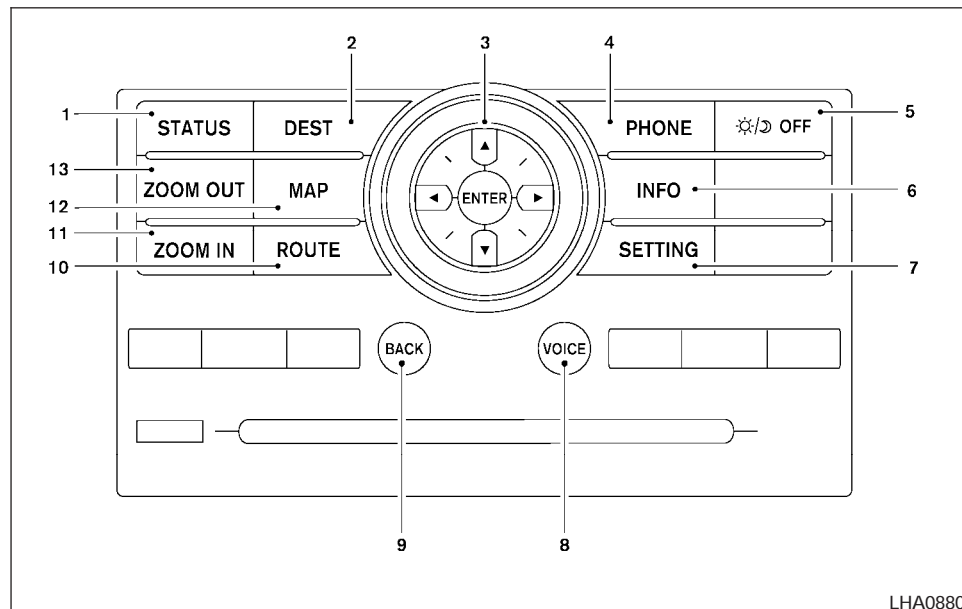 2 3 4
1 STATUS DEST PHONE OFF 5
13 ZOOM OUT MAP ENTER INFO 6
12
11 ZOOM IN ROUTE SETTING
10 7
BACK VOICE
9 8
LHA0880